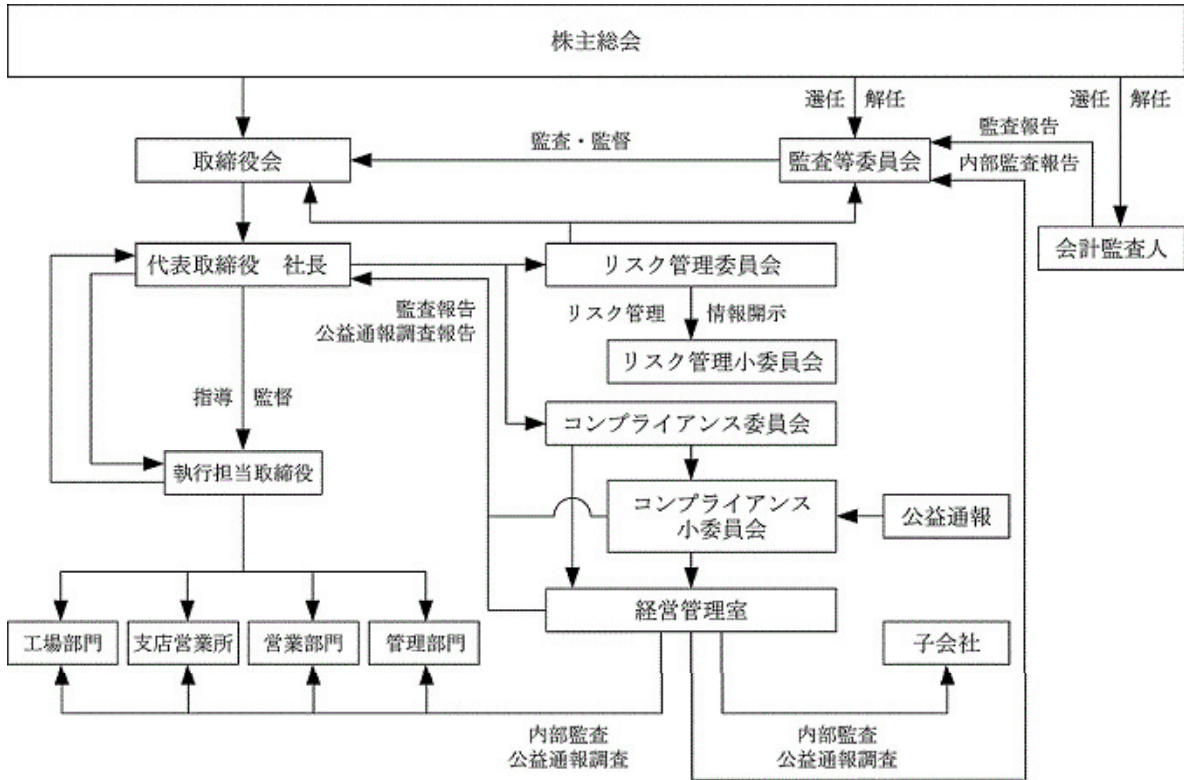 株主総会
選任 解任
選任 解任
監査報告
取締役会
監査・監督
監査等委員会
内部監査報告
代表取締役　社長
リスク管理委員会
会計監査人
監査報告
公益通報調査報告
リスク管理 情報開示
リスク管理小委員会
指導 監督
コンプライアンス委員会
執行担当取締役
コンプライアンス
小委員会
公益通報
経営管理室
工場部門
支店営業所
営業部門
管理部門
子会社
内部監査
公益通報調査
内部監査
公益通報調査